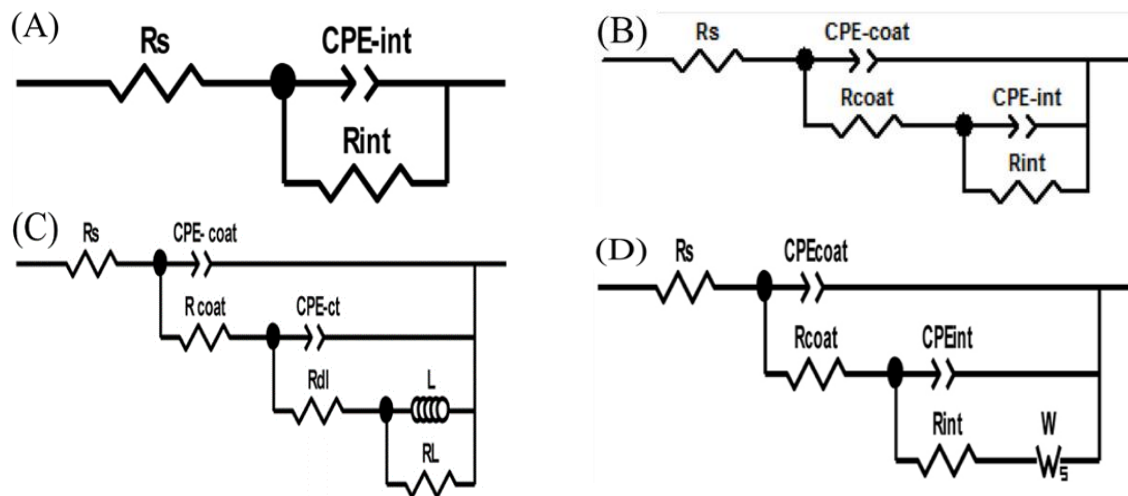 (A)
Rs
CPE-int
Rint
(B)
Rs
CPE-coat
Rcoat
CPE-int
Rint
(C)
Rs
CPE- coat
R coat
CPE-ct
Rdl
L
RL
(D)
Rs
CPEcoat
Rcoat
CPEint
Rint
W
W
s